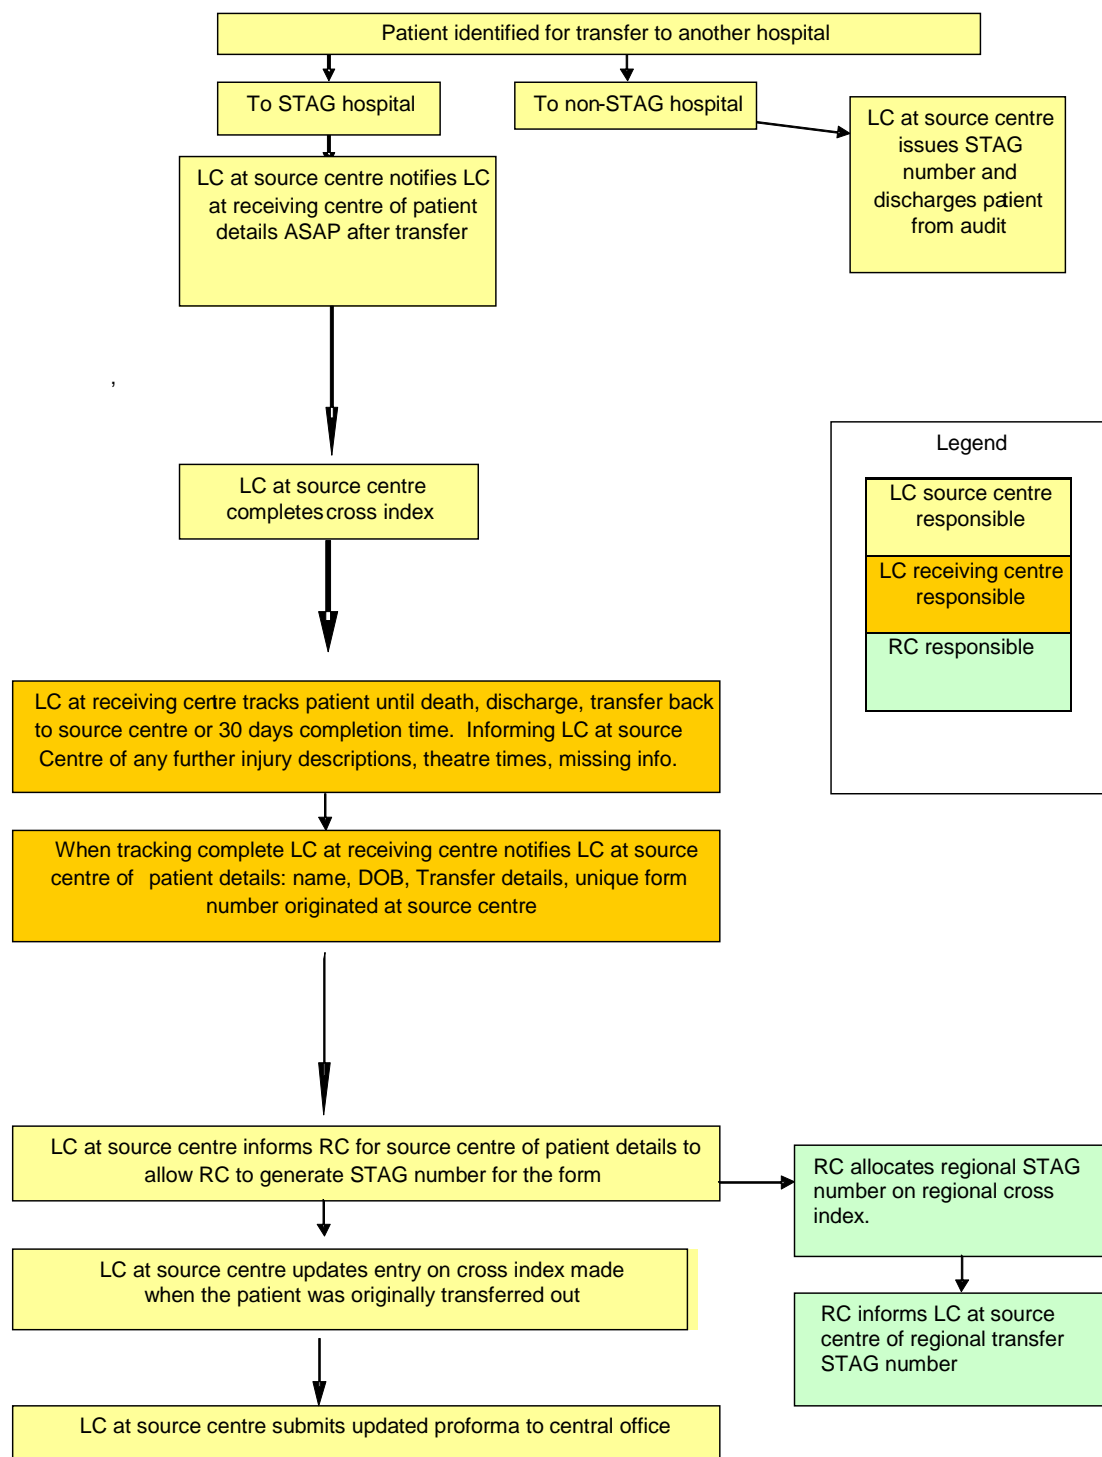 Patient identified for transfer to another hospital
To STAG hospital
To non-STAG hospital
LC at source centre
issues STAG
number and
discharges patient
from audit
LC at source centre notifies LC
at receiving centre of patient
details ASAP after transfer
,
LC at source centre
completes cross index
Legend
LC source centre
responsible
LC receiving centre
responsible
RC responsible
LC at receiving centre tracks patient until death, discharge, transfer back
to source centre or 30 days completion time. Informing LC at source
Centre of any further injury descriptions, theatre times, missing info.
When tracking complete LC at receiving centre notifies LC at source
centre of patient details: name, DOB, Transfer details, unique form
number originated at source centre
LC at source centre informs RC for source centre of patient details to
allow RC to generate STAG number for the form
RC allocates regional STAG
number on regional cross
index.
LC at source centre updates entry on cross index made
when the patient was originally transferred out
RC informs LC at source
centre of regional transfer
STAG number
LC at source centre submits updated proforma to central office